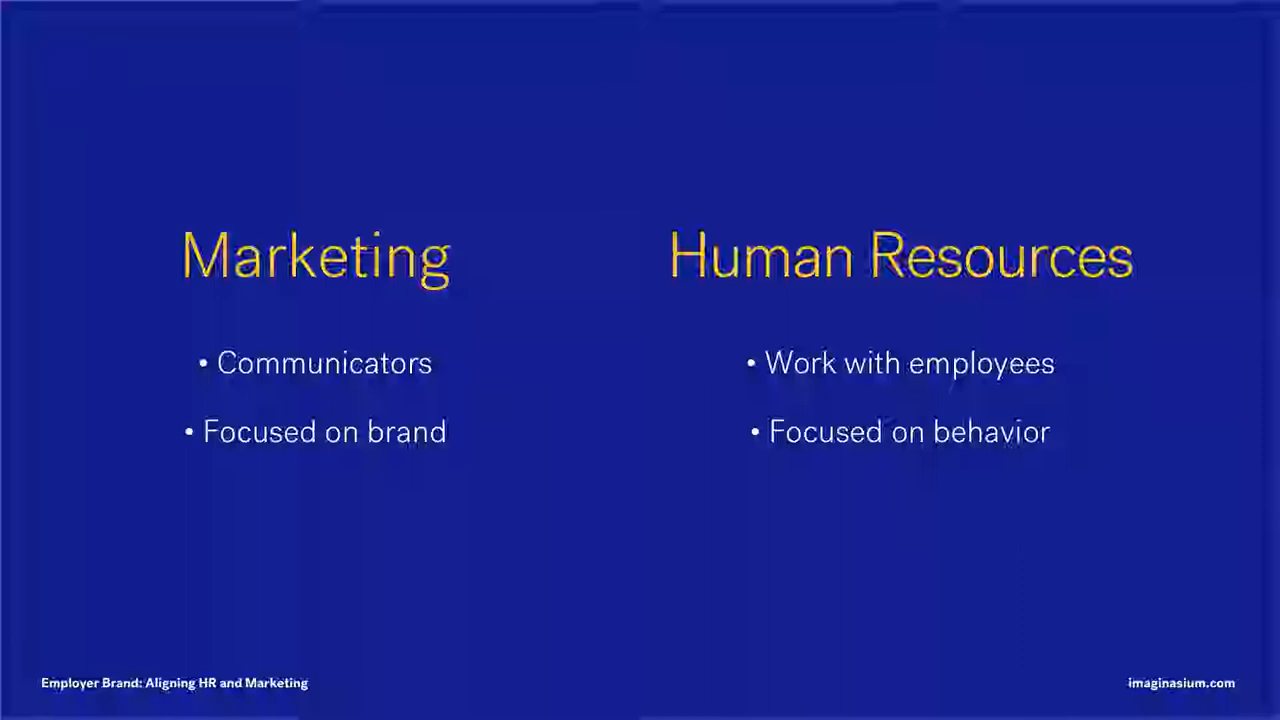 Marketing
• Communicators
• Focused on brand
Human Resources
• Work with employees
• Focused on behavior
Employer Brand: Aligning HR and Marketing
imaginasium.com